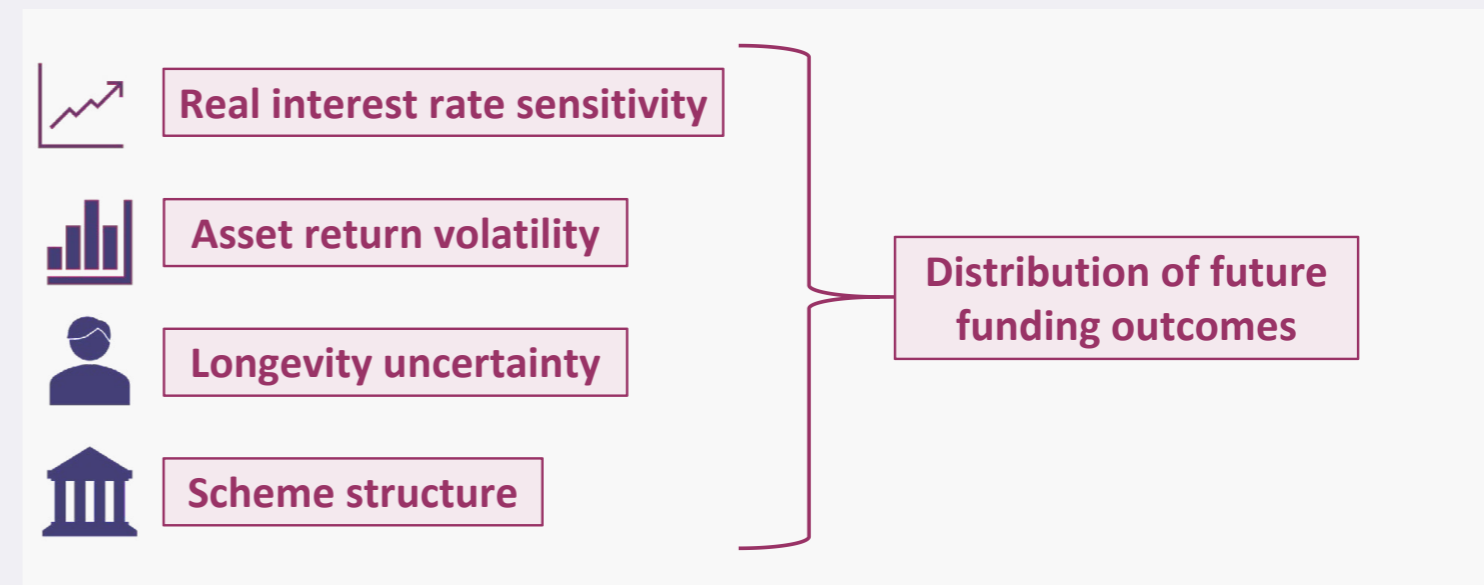 Real interest rate sensitivity
Asset return volatility
Longevity uncertainty
Scheme structure
Distribution of future
funding outcomes